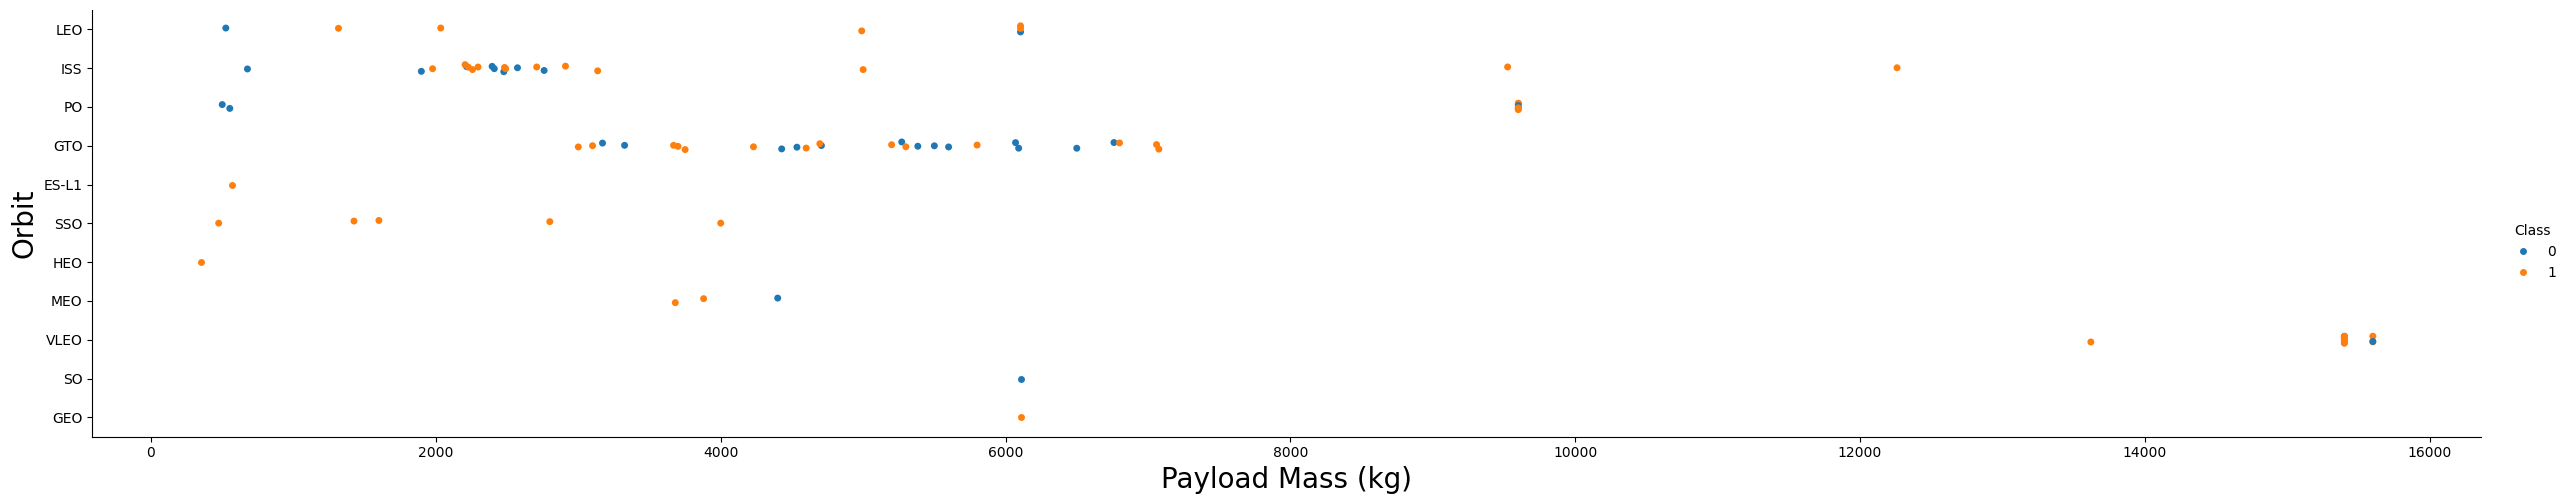 Orbit
LEO
ISS
PO
GTO
ES-L1
SSO
HEO
MEO
VLEO
SO
GEO
0 2000 4000 6000 8000 10000 12000 14000 16000
Payload Mass (kg)
Class
0
1